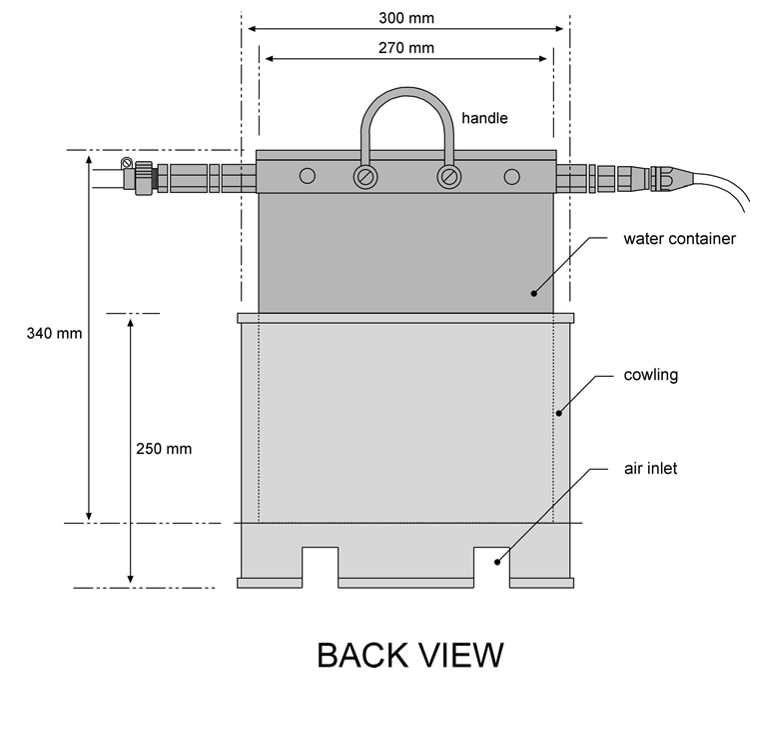 300 mm
270 mm
handle
water container
340 mm
cowling
250 mm
air inlet
BACK VIEW